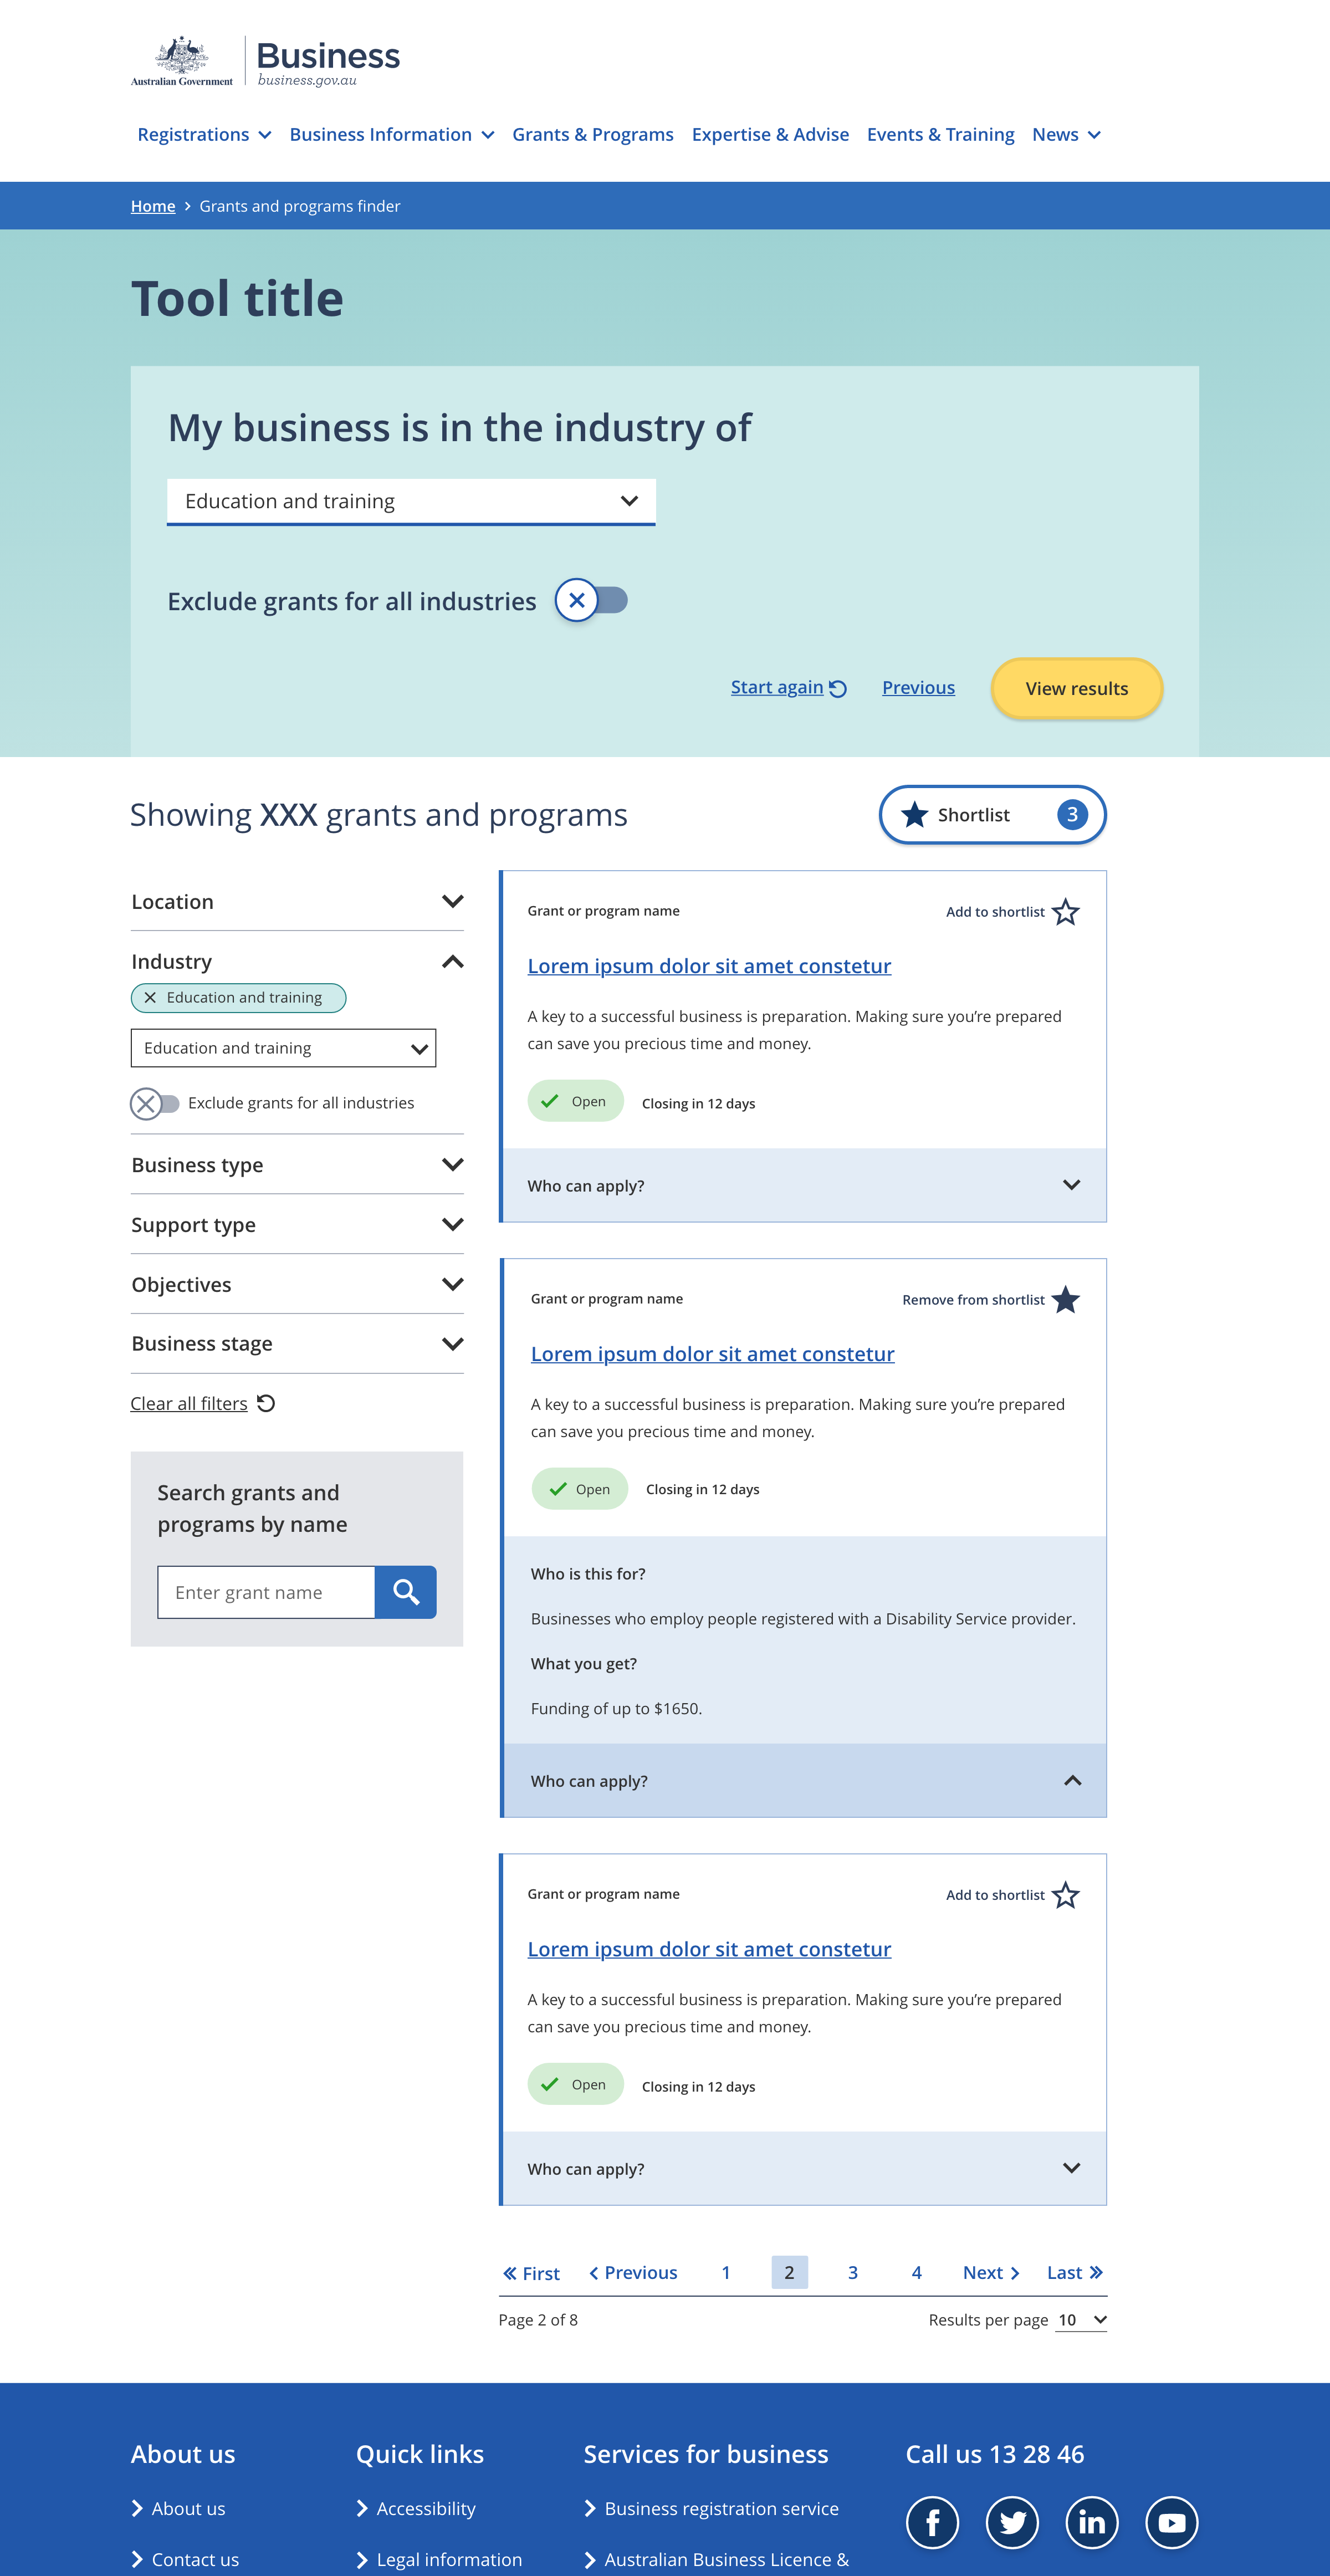 Australian Government
Business
business.gov.au
Registrations Business Information Grants & Programs Expertise & Advise Events & Training News
Home Grants and programs finder
Tool title
My business is in the industry of
Education and training
Exclude grants for all industries
Start again Previous View results
Showing XXX grants and programs
Shortlist 3
Location
Industry
Education and training
Education and training
Exclude grants for all industries
Business type
Support type
Objectives
Business stage
Clear all filters
Search grants and
programs by name
Enter grant name
Grant or program name Add to shortlist
Lorem ipsum dolor sit amet constetur
A key to a successful business is preparation. Making sure you're prepared
can save you precious time and money.
Open Closing in 12 days
Who can apply?
Grant or program name Remove from shortlist
Lorem ipsum dolor sit amet constetur
A key to a successful business is preparation. Making sure you're prepared
can save you precious time and money.
Open Closing in 12 days
Who is this for?
Businesses who employ people registered with a Disability Service provider.
What you get?
Funding of up to $1650.
Who can apply?
Grant or program name Add to shortlist
Lorem ipsum dolor sit amet constetur
A key to a successful business is preparation. Making sure you're prepared
can save you precious time and money.
Open Closing in 12 days
Who can apply?
First Previous 1 2 3 4 Next Last
Page 2 of 8 Results per page 10
About us
About us
Contact us
Quick links
Accessibility
Legal information
Services for business
Business registration service
Australian Business Licence &
Call us 13 28 46